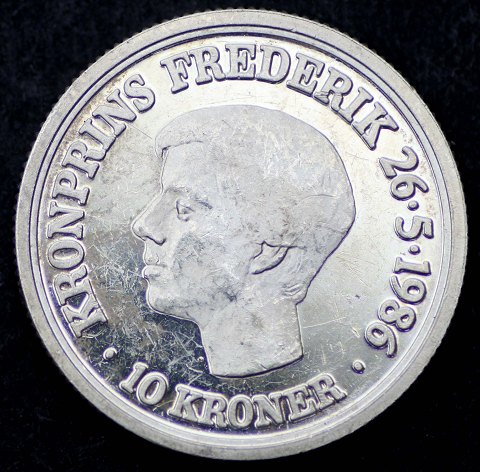 · KRONPRINS FREDERIK 26·5·1986 ·
10 KRONER